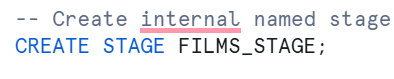 -- Create internal named stage
CREATE STAGE FILMS_STAGE;